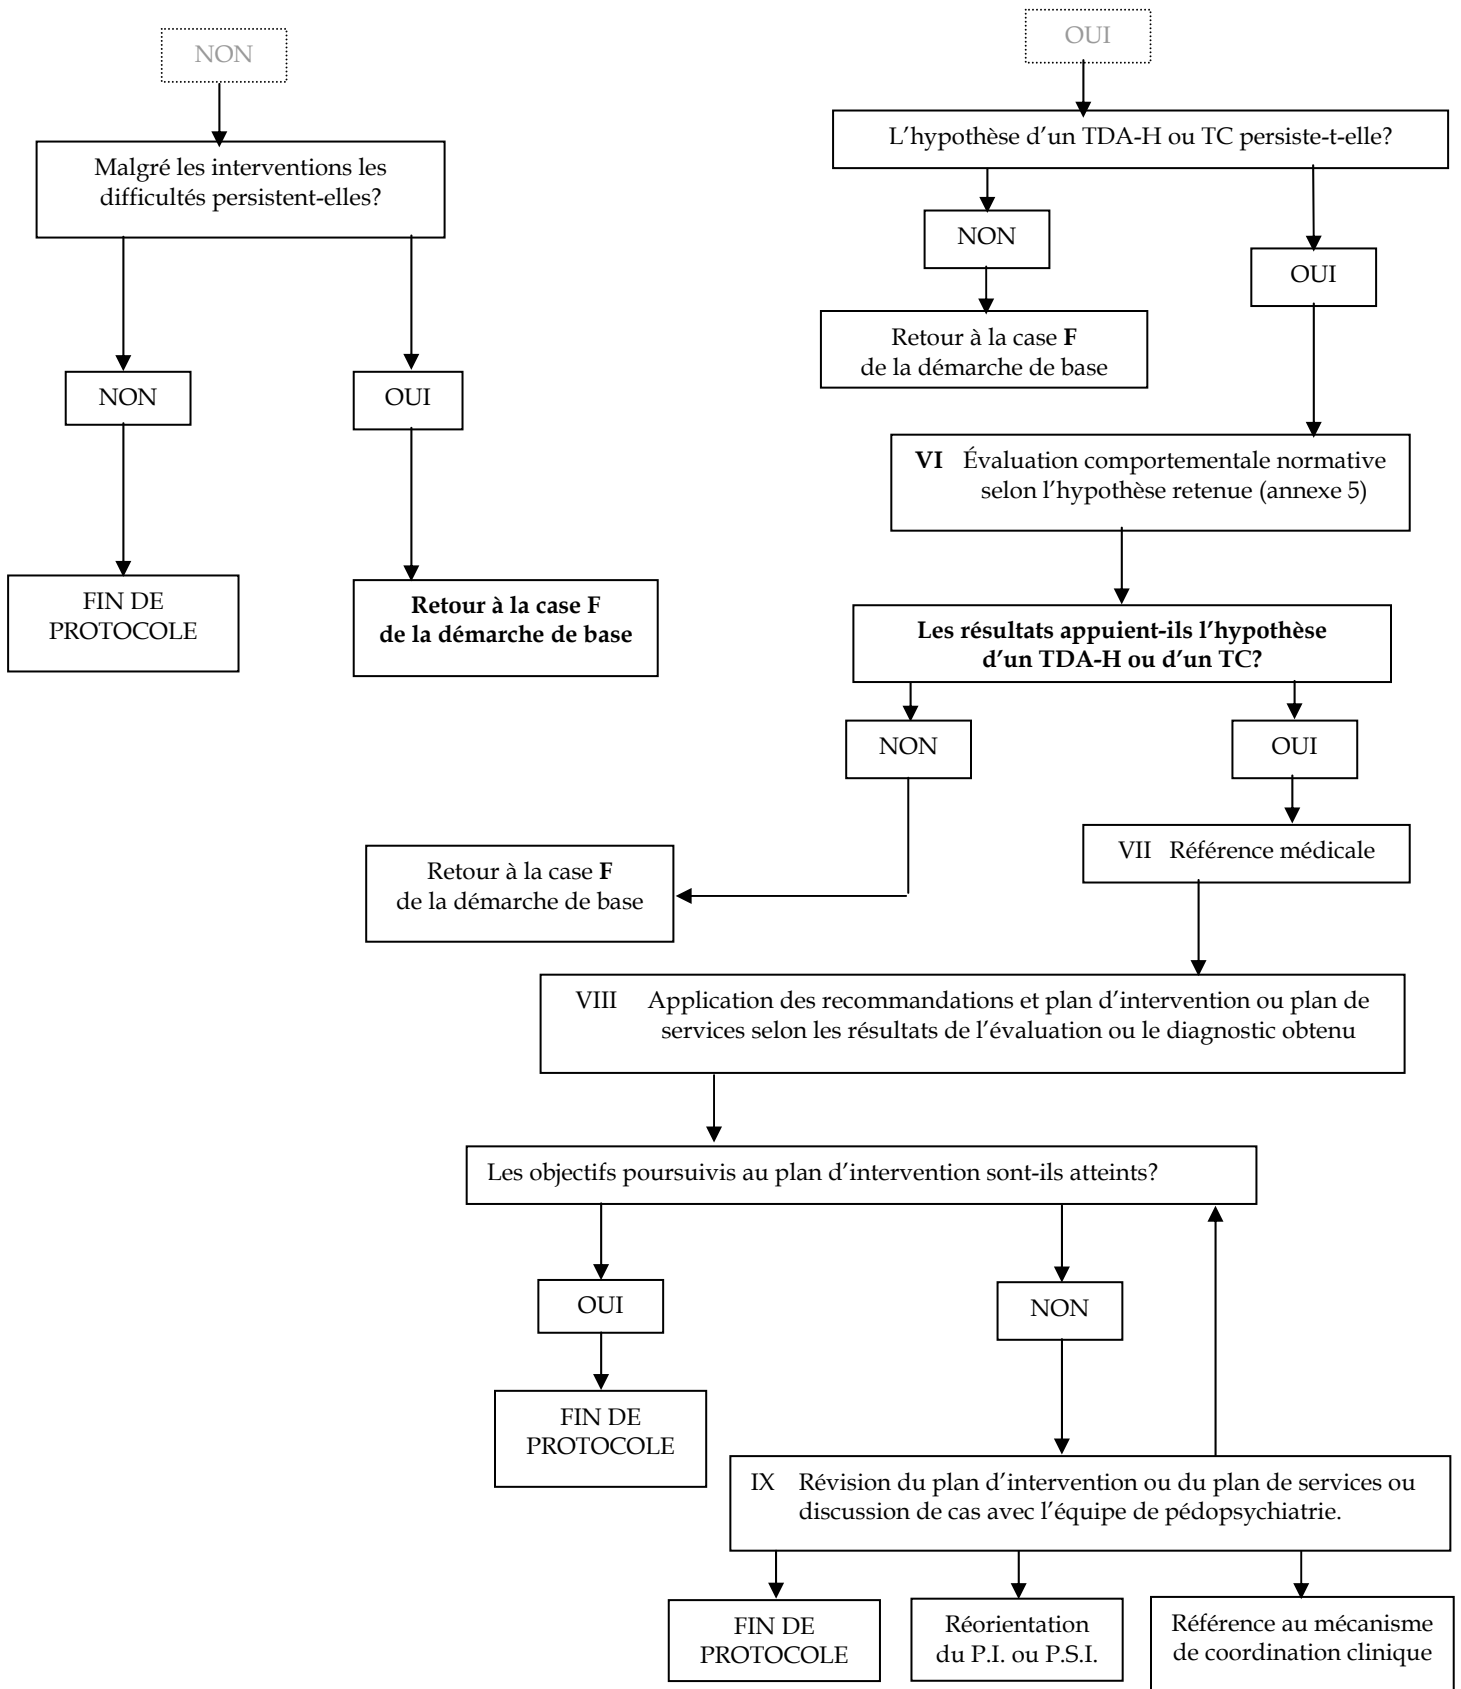 NON
Malgré les interventions les
difficultés persistent-elles?
NON
OUI
FIN DE
PROTOCOLE
Retour à la case F
de la démarche de base
OUI
L'hypothèse d'un TDA-H ou TC persiste-t-elle?
NON
OUI
Retour à la case F
de la démarche de base
VI Évaluation comportementale normative
selon l'hypothèse retenue (annexe 5)
Les résultats appuient-ils l'hypothèse
d'un TDA-H ou d'un TC?
NON
OUI
Retour à la case F
de la démarche de base
VII Référence médicale
VIII Application des recommandations et plan d'intervention ou plan de
services selon les résultats de l'évaluation ou le diagnostic obtenu
Les objectifs poursuivis au plan d'intervention sont-ils atteints?
OUI
NON
FIN DE
PROTOCOLE
IX Révision du plan d'intervention ou du plan de services ou
discussion de cas avec l'équipe de pédopsychiatrie.
FIN DE
PROTOCOLE
Réorientation
du P.I. ou P.S.I.
Référence au mécanisme
de coordination clinique